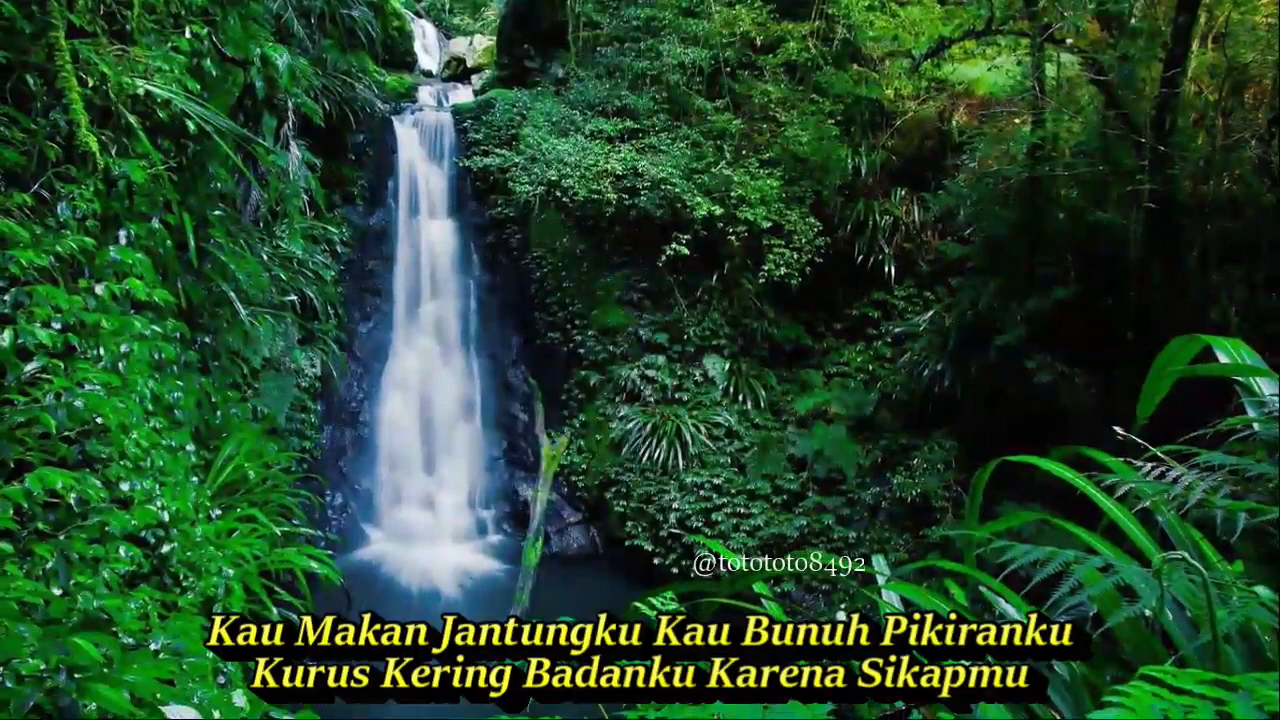 @totototo8492
Kau Makan Jantungku Kau Bunuh Pikiranku
Kurus Kering Badanku Karena Sikapmu